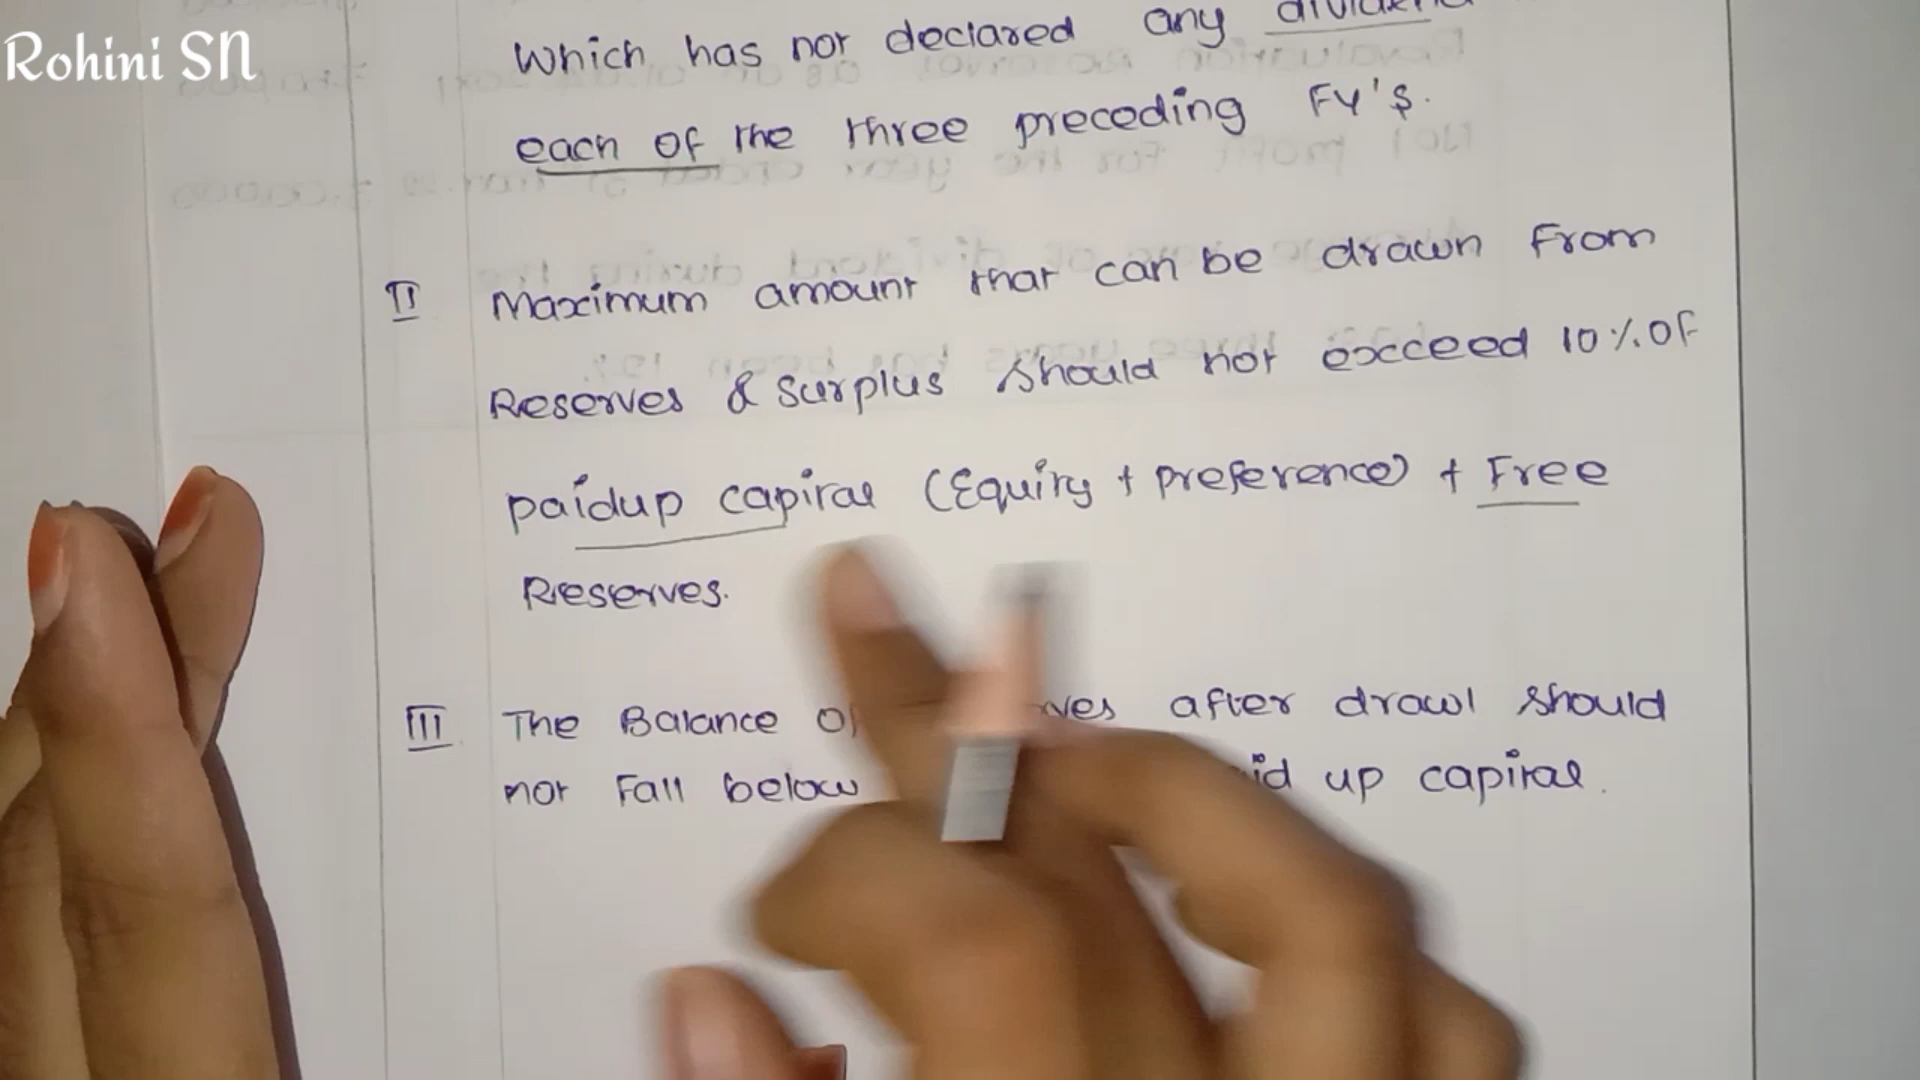 Rohini SN
Which has not declared any dividend
each of the three preceding FY's.
II Maximum amount that can be drawn From
Reserves & Surplus should not exceed 10% OF
paidup capital (Equity + preference) + Free
Reserves.
III The Balance of after drawl should
not Fall below up capital.